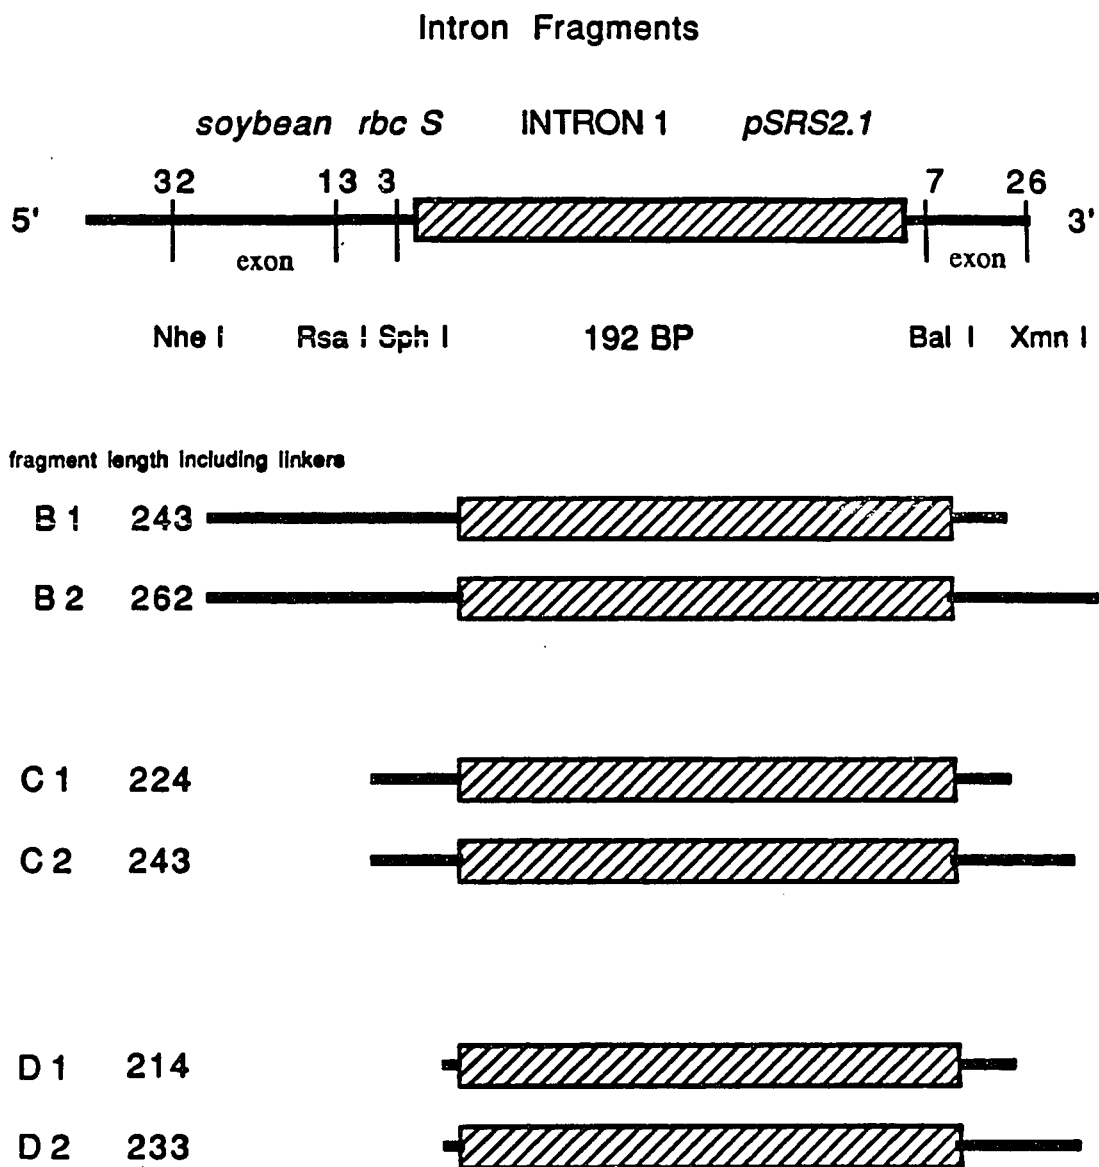 Intron Fragments
soybean rbc S INTRON 1 pSRS2.1
32 13 3 7 26
5' 3'
exon exon
Nhe I Rsa I Sph I 192 BP Bal I Xmn I
fragment length including linkers
B 1 243
B 2 262
C 1 224
C 2 243
D 1 214
D 2 233